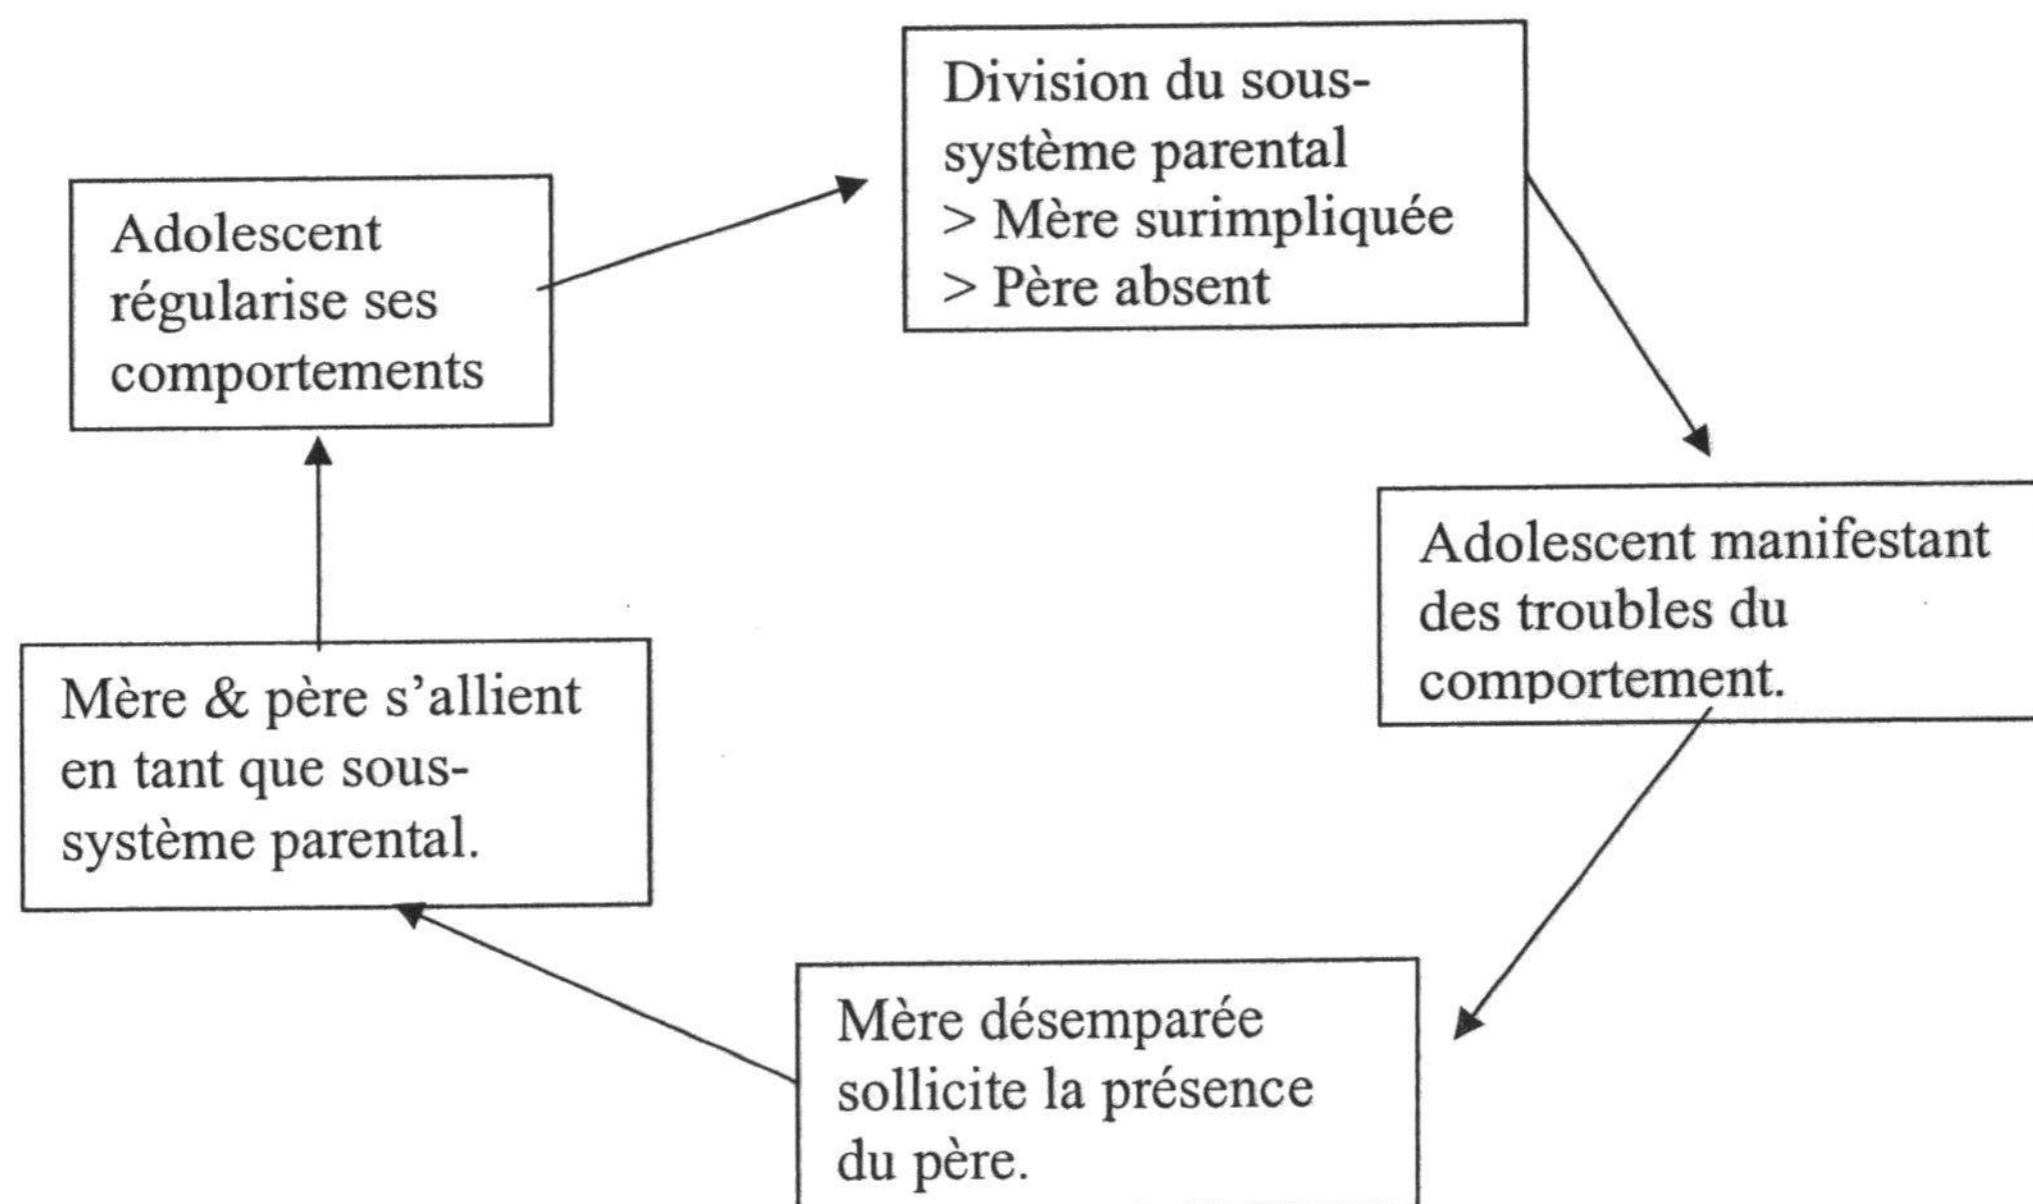 Division du sous-
système parental
> Mère surimpliquée
> Père absent
Adolescent manifestant
des troubles du
comportement.
Mère désemparée
sollicite la présence
du père.
Mère & père s’allient
en tant que sous-
système parental.
Adolescent
régularise ses
comportements